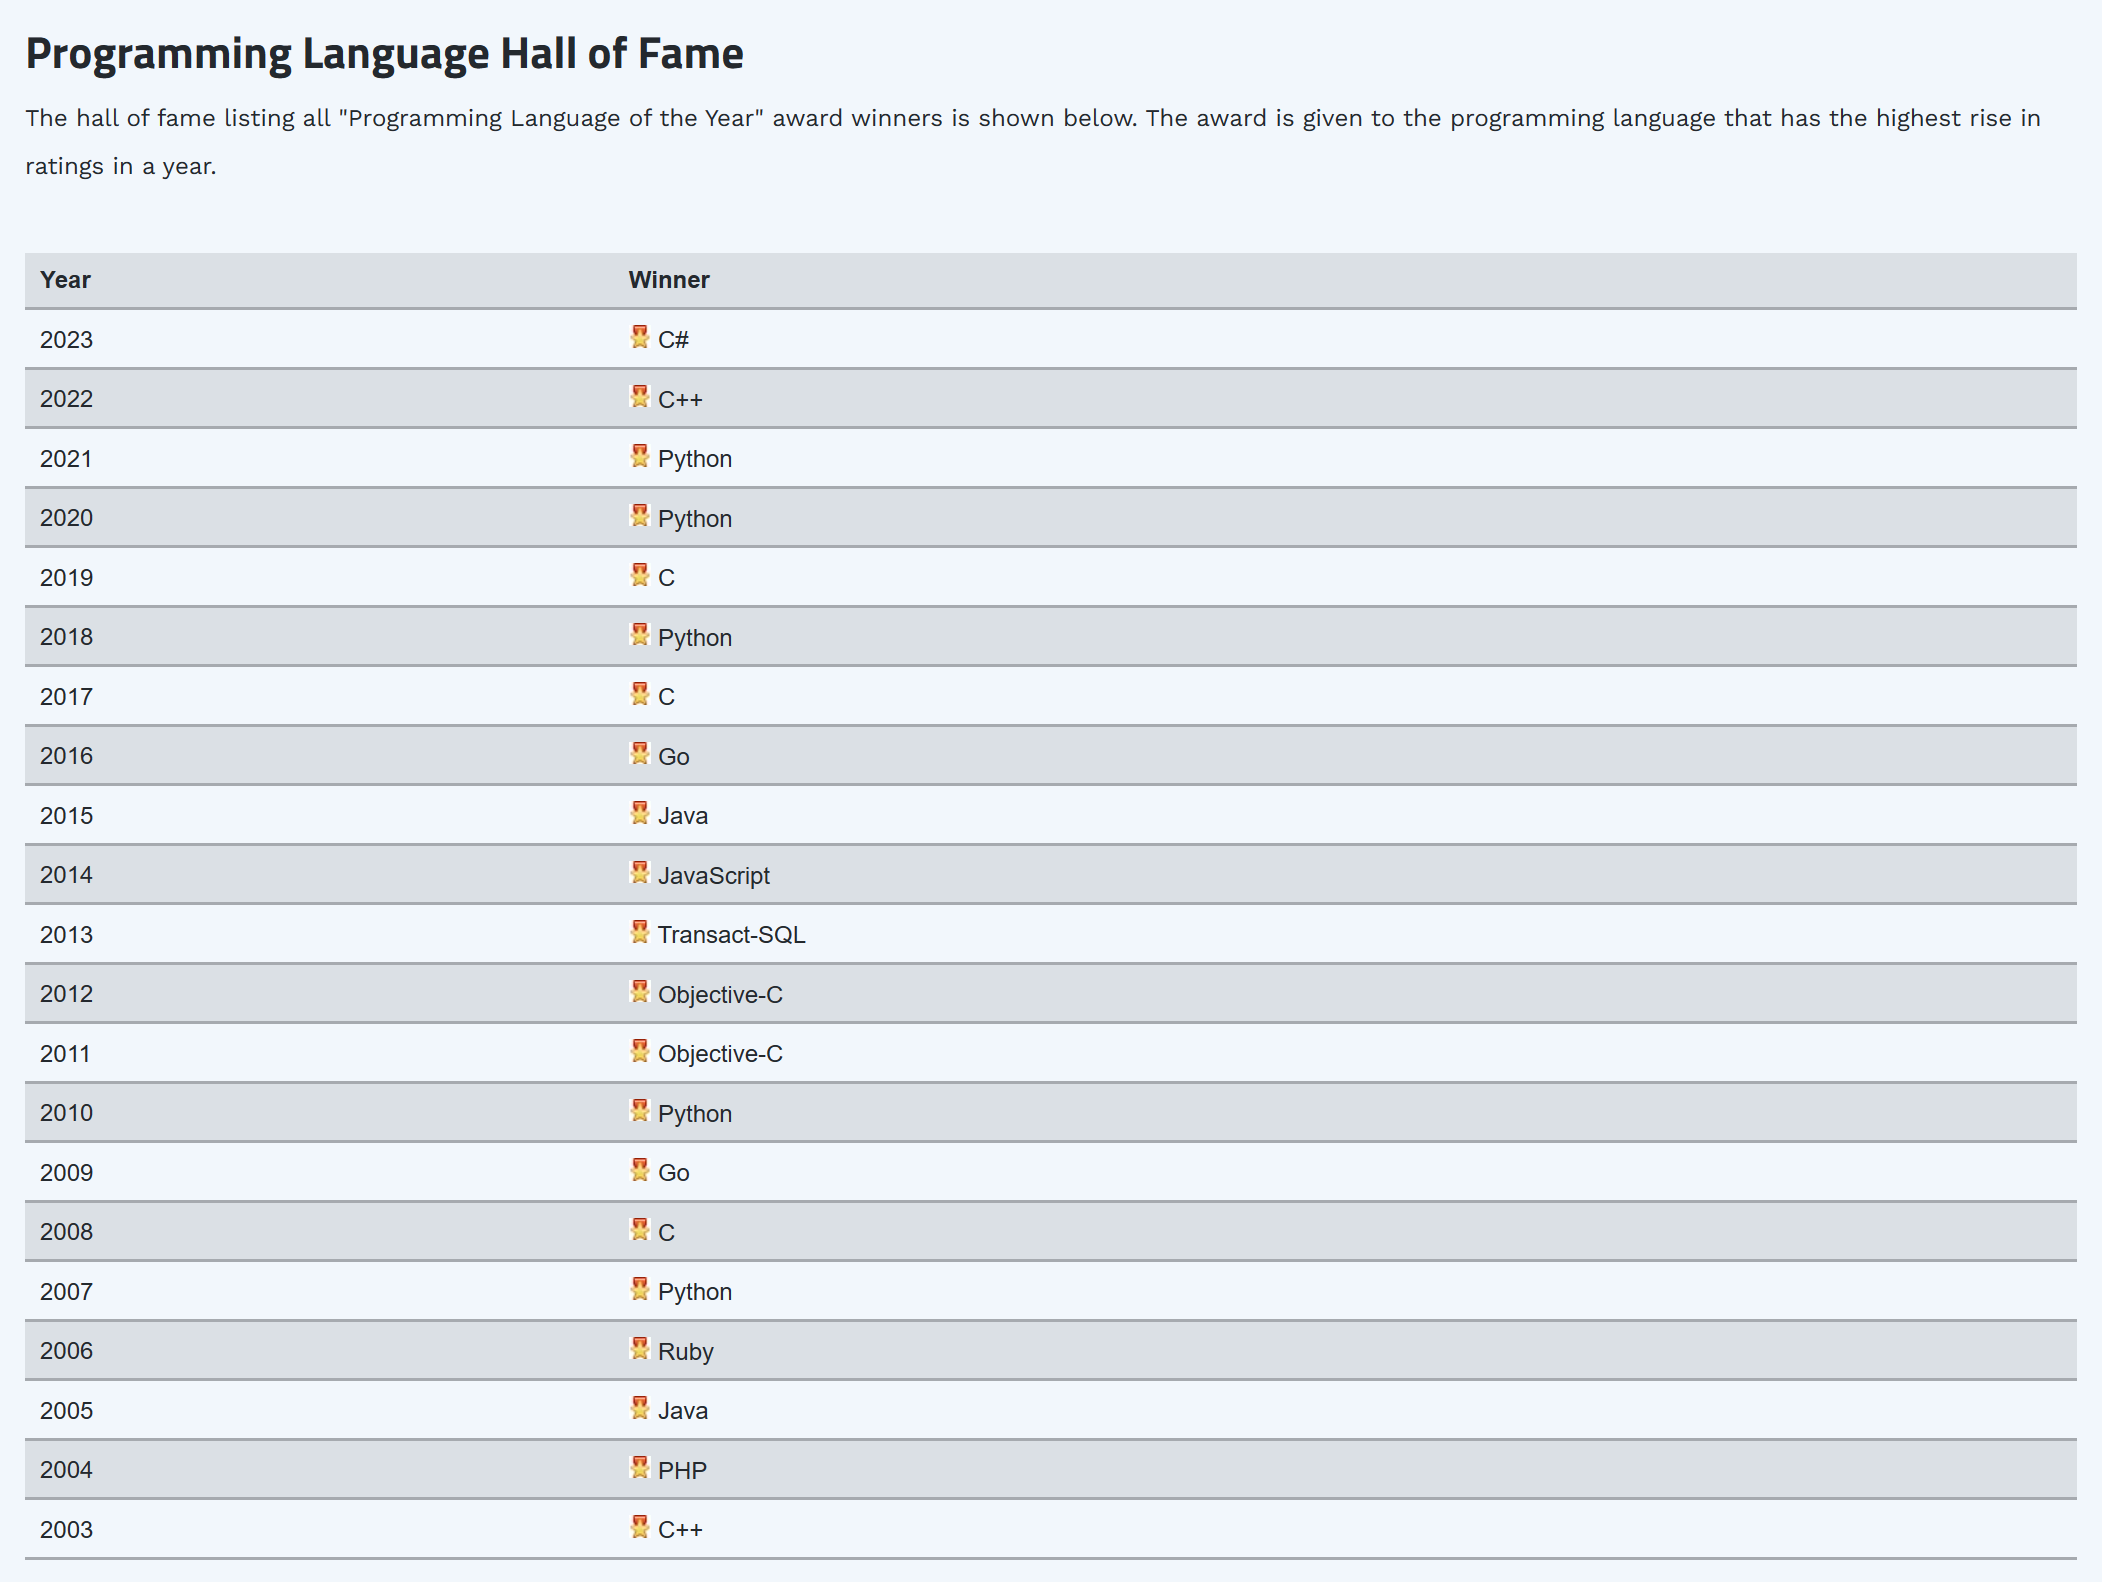 Programming Language Hall of Fame
The hall of fame listing all "Programming Language of the Year" award winners is shown below. The award is given to the programming language that has the highest rise in
ratings in a year.
Year Winner
2023 C#
2022 C++
2021 Python
2020 Python
2019 C
2018 Python
2017 C
2016 Go
2015 Java
2014 JavaScript
2013 Transact-SQL
2012 Objective-C
2011 Objective-C
2010 Python
2009 Go
2008 C
2007 Python
2006 Ruby
2005 Java
2004 PHP
2003 C++